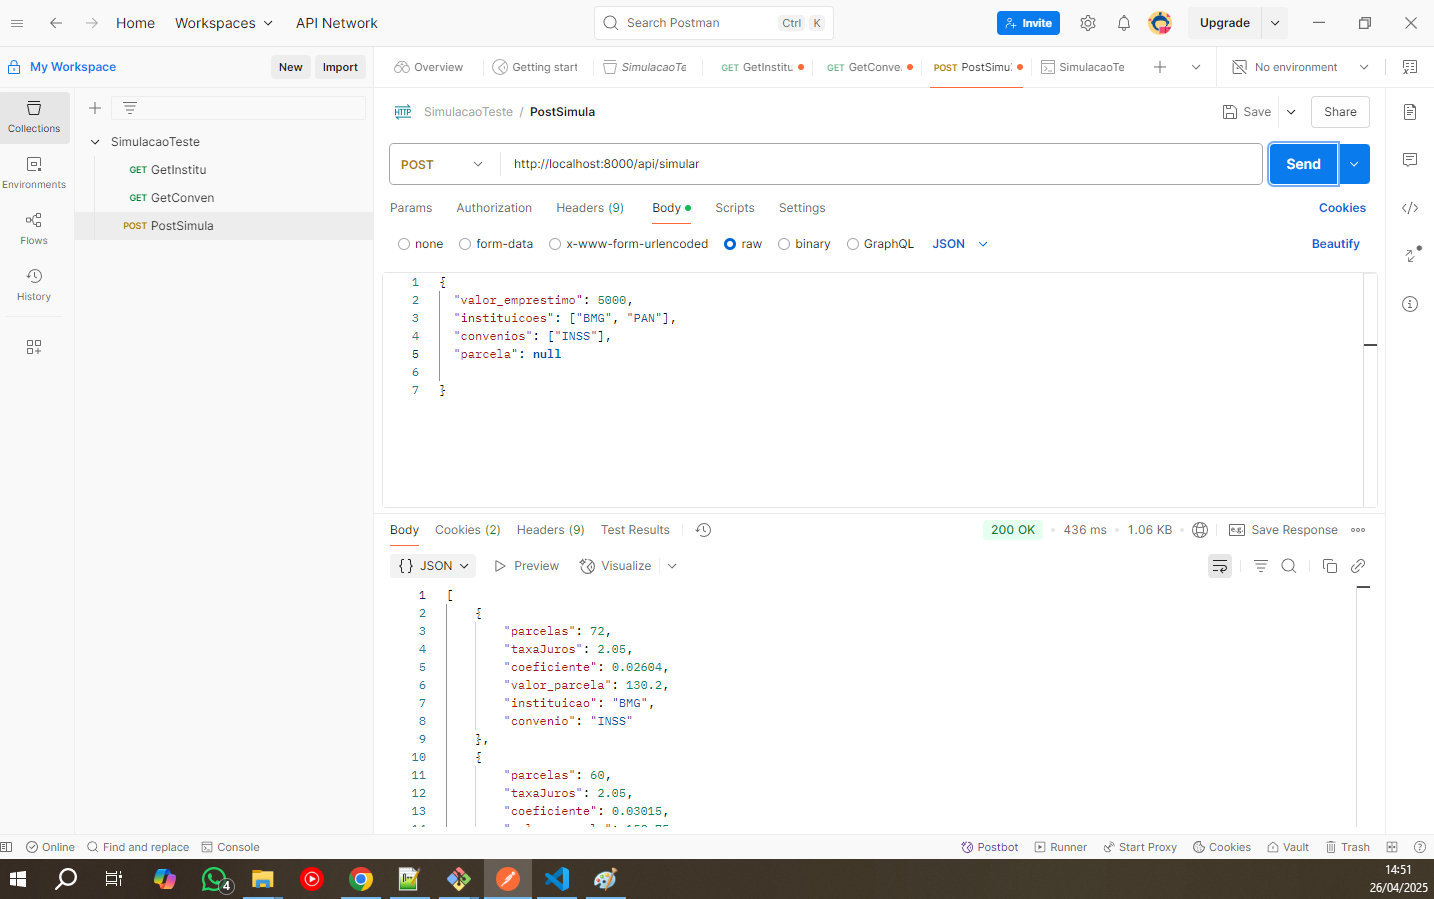 Home Workspaces API Network Search Postman Ctrl K Invite Upgrade
My Workspace New Import Overview Getting start SimulacaoTe GET GetInstitu GET GetConve POST PostSimul SimulacaoTe No environment
Collections
Environments
Flows
History
SimulacaoTeste
GET GetInstitu
GET GetConven
POST PostSimula
HTTP SimulacaoTeste / PostSimula Save Share
POST http://localhost:8000/api/simular Send
Params Authorization Headers (9) Body Scripts Settings Cookies
none form-data x-www-form-urlencoded raw binary GraphQL JSON Beautify
1 {
2 "valor_emprestimo": 5000,
3 "instituicoes": ["BMG", "PAN"],
4 "convenios": ["INSS"],
5 "parcela": null
6
7 }
Body Cookies (2) Headers (9) Test Results 200 OK • 436 ms • 1.06 KB • e.g. Save Response
{} JSON Preview Visualize
1 [
2 {
3 "parcelas": 72,
4 "taxaJuros": 2.05,
5 "coeficiente": 0.02604,
6 "valor_parcela": 130.2,
7 "instituicao": "BMG",
8 "convenio": "INSS"
9 },
10 {
11 "parcelas": 60,
12 "taxaJuros": 2.05,
13 "coeficiente": 0.03015,
Online Find and replace Console Postbot Runner Start Proxy Cookies Vault Trash
4
14:51
26/04/2025